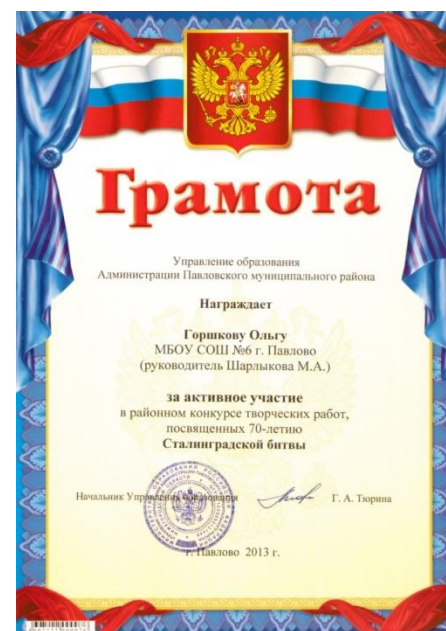 Грамота
Управление образования
Администрации Павловского муниципального района
Награждает
Горшкову Ольгу
МБОУ СОШ №6 г. Павлово
(руководитель Шарлыкова М.А.)
за активное участие
в районном конкурсе творческих работ,
посвященных 70-летию
Сталинградской битвы
Начальник Управления образования Г. А. Тюрина
г. Павлово 2013 г.